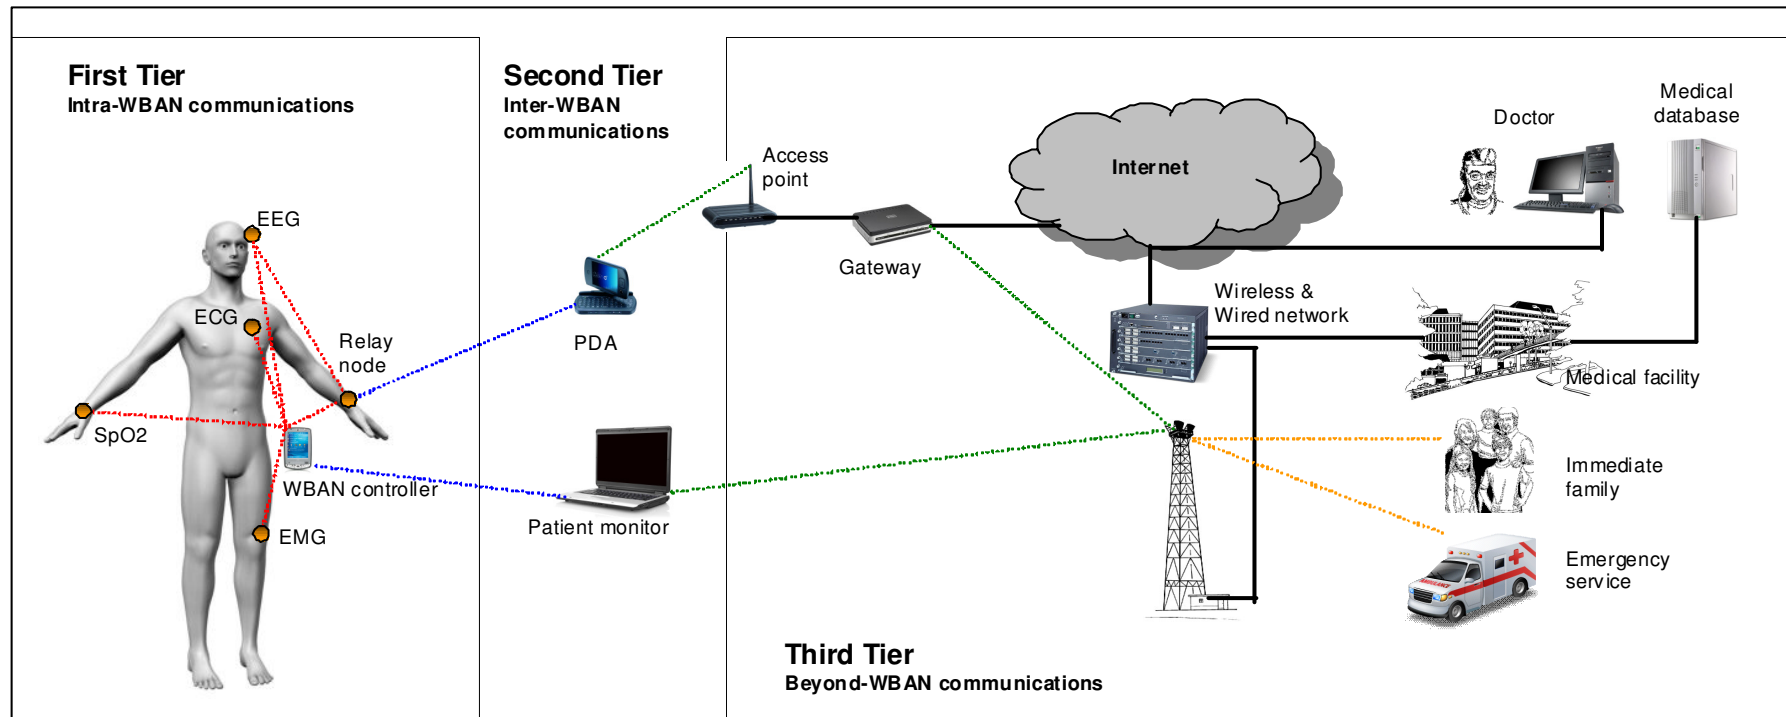 First Tier
Intra-WBAN communications
EEG
ECG
Relay
node
SpO2
WBAN controller
EMG
Second Tier
Inter-WBAN
communications
PDA
Patient monitor
Access
point
Gateway
Internet
Doctor
Medical
database
Wireless &
Wired network
Medical facility
Immediate
family
Emergency
service
AMBULANCE
Third Tier
Beyond-WBAN communications